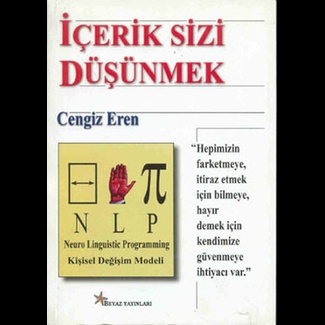 İÇERİK SİZİ
DÜŞÜNMEK
Cengiz Eren
π
N L P
Neuro Linguistic Programming
Kişisel Değişim Modeli
"Hepimizin
farketmeye,
itiraz etmek
için bilmeye,
hayır
demek için
kendimize
güvenmeye
ihtiyacı var."
BEYAZ YAYINLARI